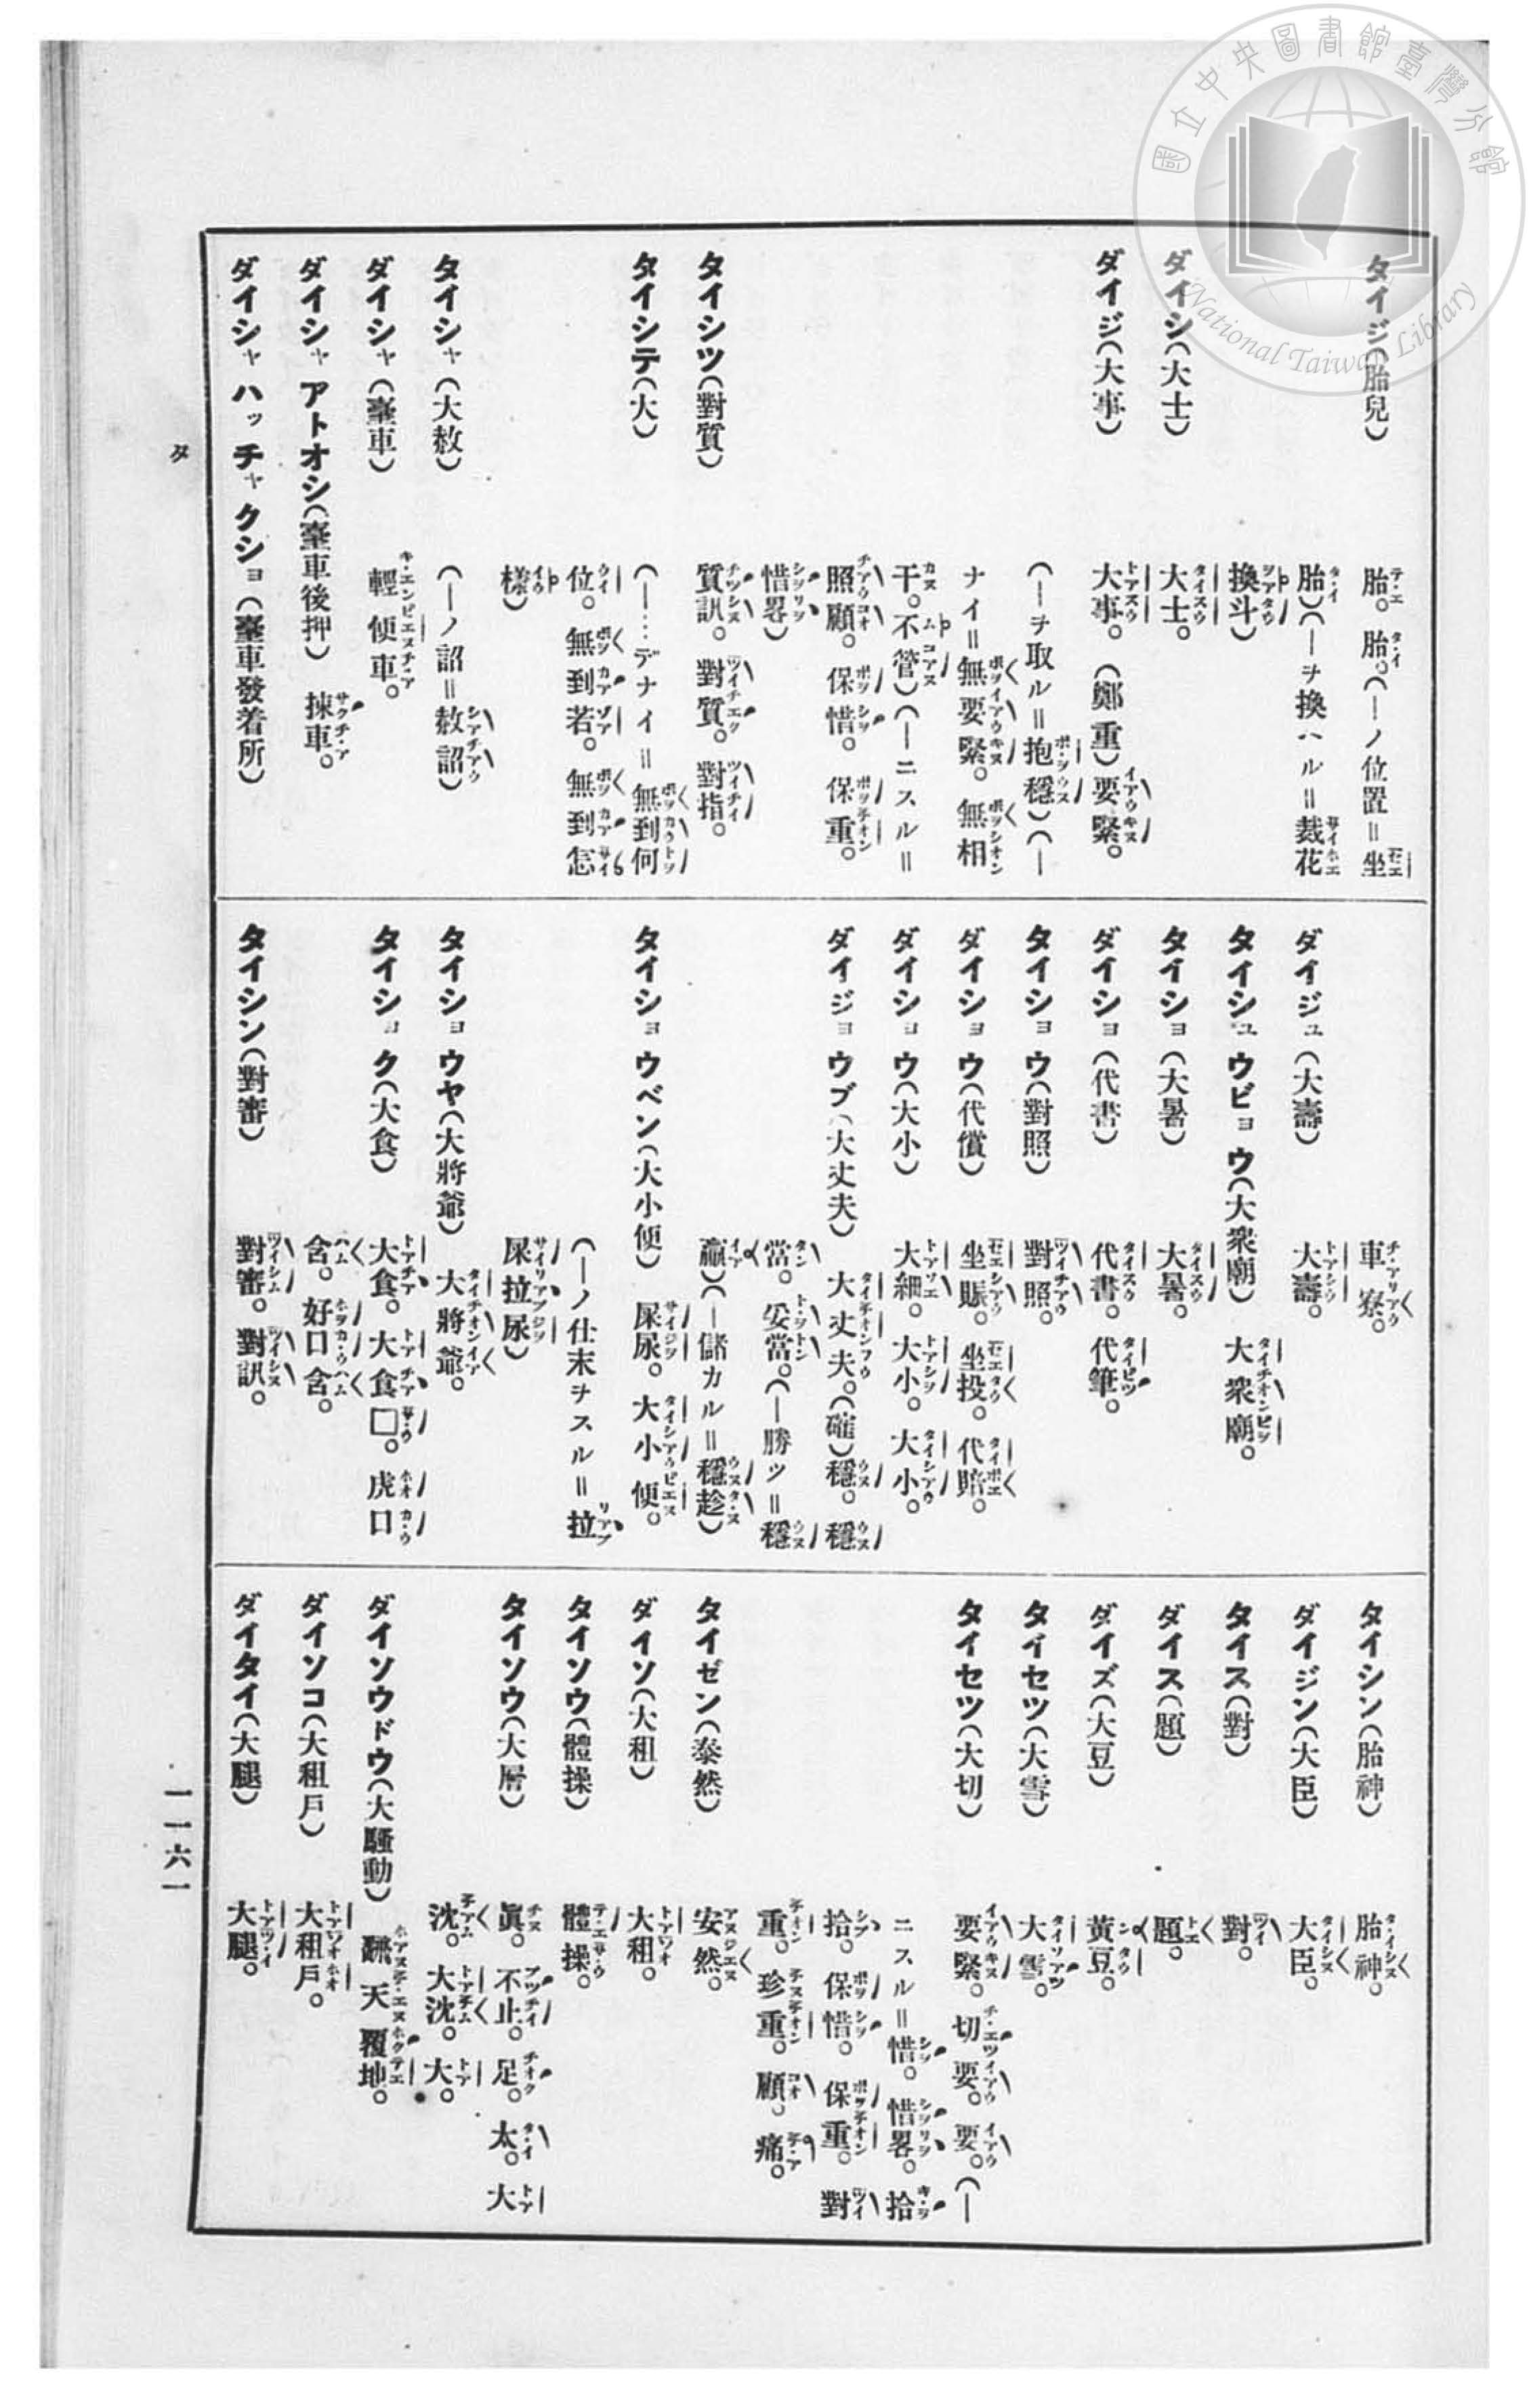 國立中央圖書館臺灣分館
National Taiwan Library
タイジ(胎兒) 胎。胎。(—ノ位置=坐
胎)(—ヲ換ハル=裁花
換斗)
ダイシ(大士) 大士。
ダイジ(大事) 大事。(鄭重)要緊。
(—ヲ取ル=抱穩)(—
ナイ=無要緊。無相
干。不管)(—ニスル=
照顧。保惜。保重。
惜畧)
タイシツ(對質) 質訊。對質。對指。
タイシテ(大) (—…デナイ=無到何
位。無到若。無到怎
樣)
タイシャ(大赦) (—ノ詔=赦詔)
ダイシャ(臺車) 輕便車。
ダイシャアトオシ(臺車後押) 揀車。
ダイシャハッチャクショ(臺車發着所)
車寮。
ダイジュ(大壽) 大壽。
タイシュウビョウ(大衆廟) 大衆廟。
タイショ(大暑) 大暑。
ダイショ(代書) 代書。代筆。
タイショウ(對照) 對照。
ダイショウ(代償) 坐賬。坐投。代賠。
ダイショウ(大小) 大細。大小。大小。
ダイジョウブ(大丈夫) 大丈夫。(確)穩。穩
當。妥當。(—勝ツ=穩
贏)(—儲カル=穩趁)
タイショウベン(大小便) 屎尿。大小便。
(—ノ仕末ヲスル=拉
屎拉尿)
タイショウヤ(大將爺) 大將爺。
タイショク(大食) 大食。大食□。虎口
含。好口含。
タイシン(對審) 對審。對訊。
タイシン(胎神) 胎神。
ダイジン(大臣) 大臣。
タイス(對) 對。
ダイス(題) 題。
ダイズ(大豆) 黃豆。
タイセツ(大雪) 大雪。
タイセツ(大切) 要緊。切要。要。(—
ニスル=惜。惜畧。拾
拾。保惜。保重。對
重。珍重。顧。痛。
タイゼン(泰然) 安然。
ダイソ(大租) 大租。
タイソウ(體操) 體操。
タイソウ(大層) 眞。不止。足。太。大
沈。大沈。大。
ダイソウドウ(大騷動) 飜天覆地。
ダイソコ(大租戶) 大租戶。
ダイタイ(大腿) 大腿。
タ
一一六一